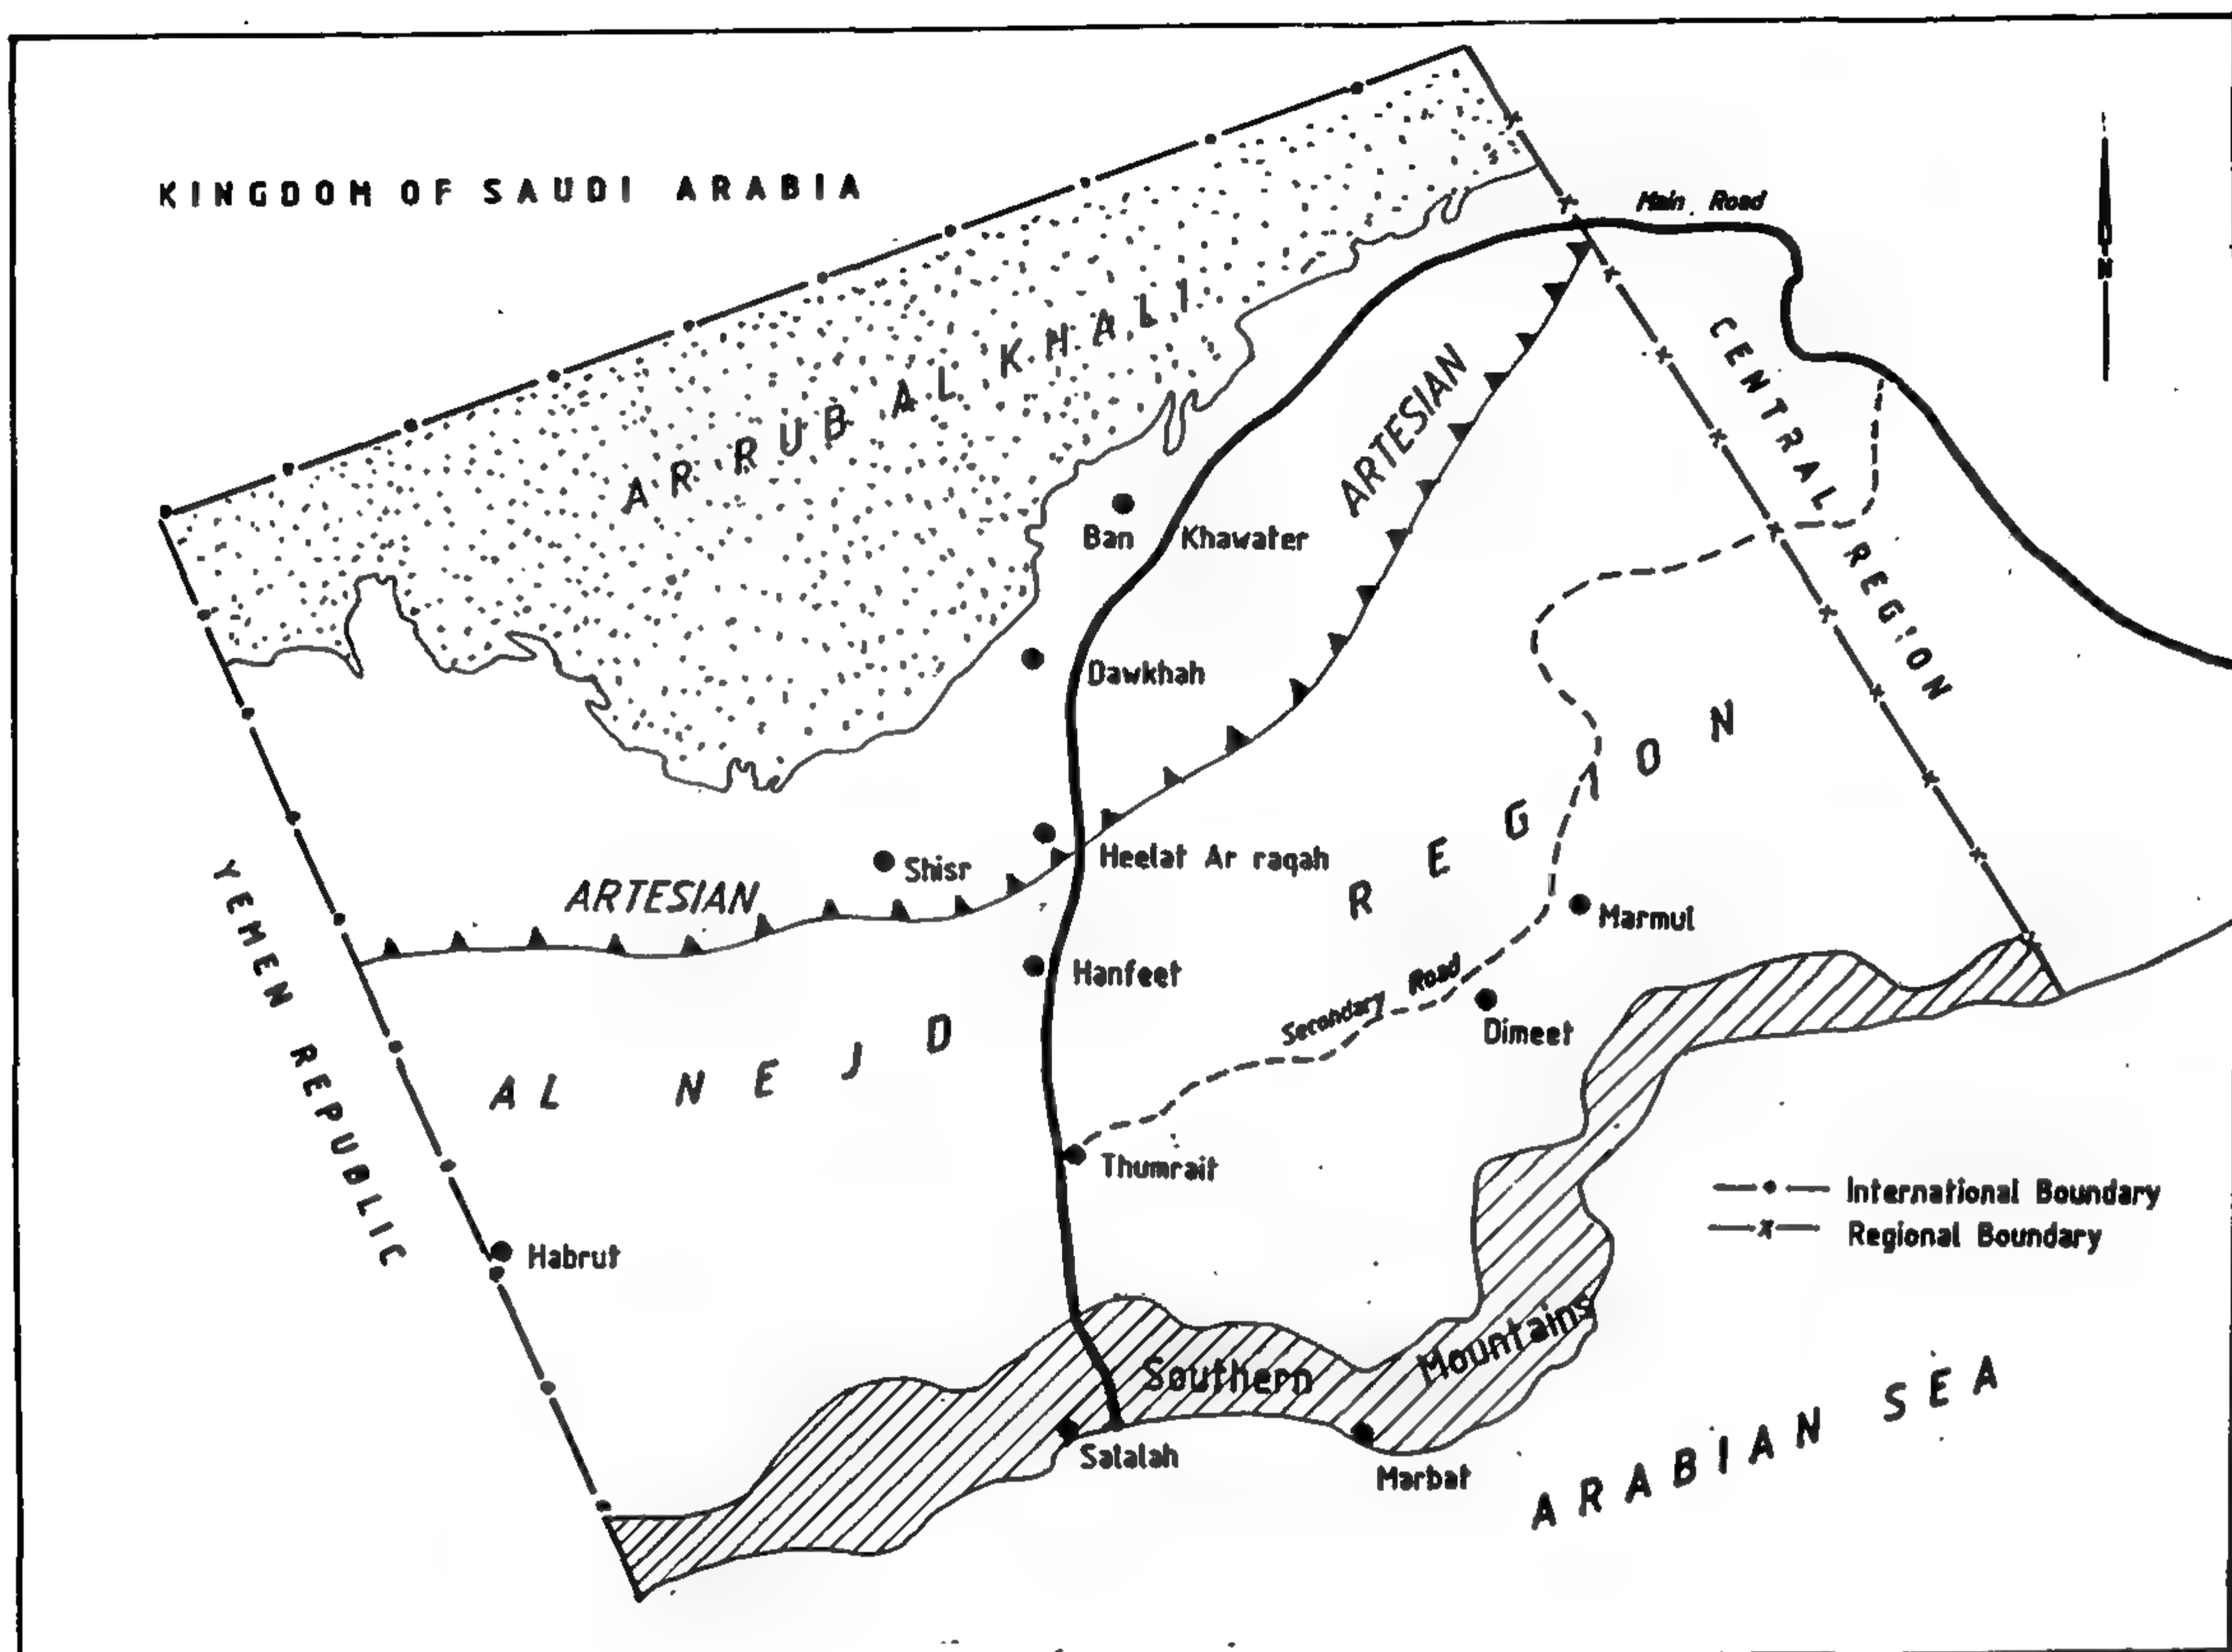 KINGDOM OF SAUDI ARABIA
Main Road
N
AR RUB AL KHALI
ARTESIAN
CENTRAL REGION
Ban Khawater
Dawkhah
Heelat Ar raqah
Shisr
ARTESIAN
Marmul
Hanfeet
Secondary Road
Dimeet
AL NEJD REGION
YEMEN REPUBLIC
Thumrait
Habrut
International Boundary
Regional Boundary
Southern Mountains
Salalah
Marbat
ARABIAN SEA